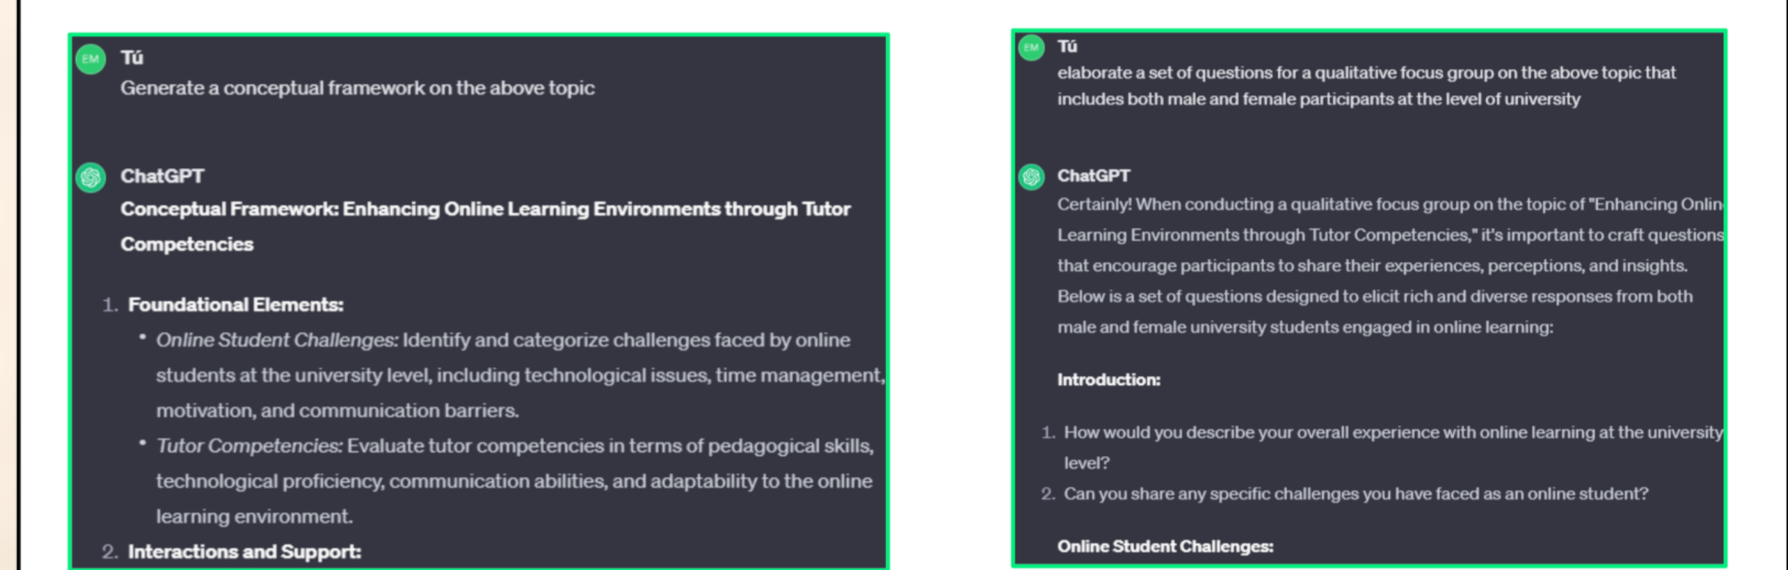 EM Tú
Generate a conceptual framework on the above topic
ChatGPT
Conceptual Framework: Enhancing Online Learning Environments through Tutor
Competencies
1. Foundational Elements:
• Online Student Challenges: Identify and categorize challenges faced by online
students at the university level, including technological issues, time management,
motivation, and communication barriers.
• Tutor Competencies: Evaluate tutor competencies in terms of pedagogical skills,
technological proficiency, communication abilities, and adaptability to the online
learning environment.
2. Interactions and Support:
EM Tú
elaborate a set of questions for a qualitative focus group on the above topic that
includes both male and female participants at the level of university
ChatGPT
Certainly! When conducting a qualitative focus group on the topic of "Enhancing Onlin
Learning Environments through Tutor Competencies," it's important to craft questions
that encourage participants to share their experiences, perceptions, and insights.
Below is a set of questions designed to elicit rich and diverse responses from both
male and female university students engaged in online learning:
Introduction:
1. How would you describe your overall experience with online learning at the university
level?
2. Can you share any specific challenges you have faced as an online student?
Online Student Challenges: